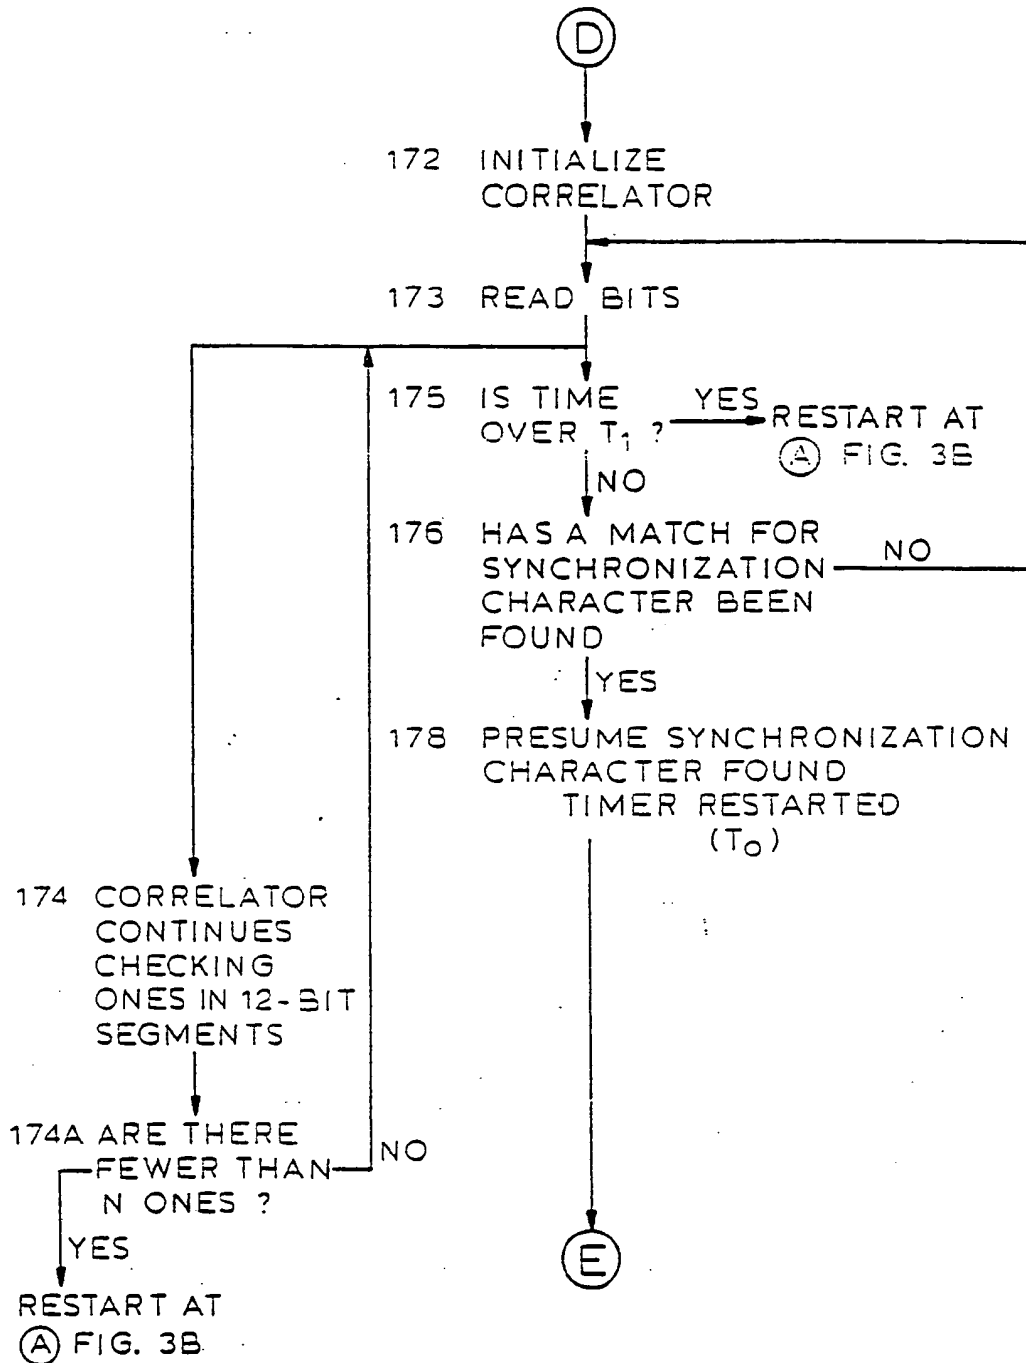 D
172 INITIALIZE
CORRELATOR
173 READ BITS
175 IS TIME
OVER T1 ?
YES
RESTART AT
A FIG. 3B
NO
176 HAS A MATCH FOR
SYNCHRONIZATION
CHARACTER BEEN
FOUND
NO
YES
178 PRESUME SYNCHRONIZATION
CHARACTER FOUND
TIMER RESTARTED
(TO)
174 CORRELATOR
CONTINUES
CHECKING
ONES IN 12-BIT
SEGMENTS
174A ARE THERE
FEWER THAN
N ONES ?
NO
YES
RESTART AT
A FIG. 3B
E